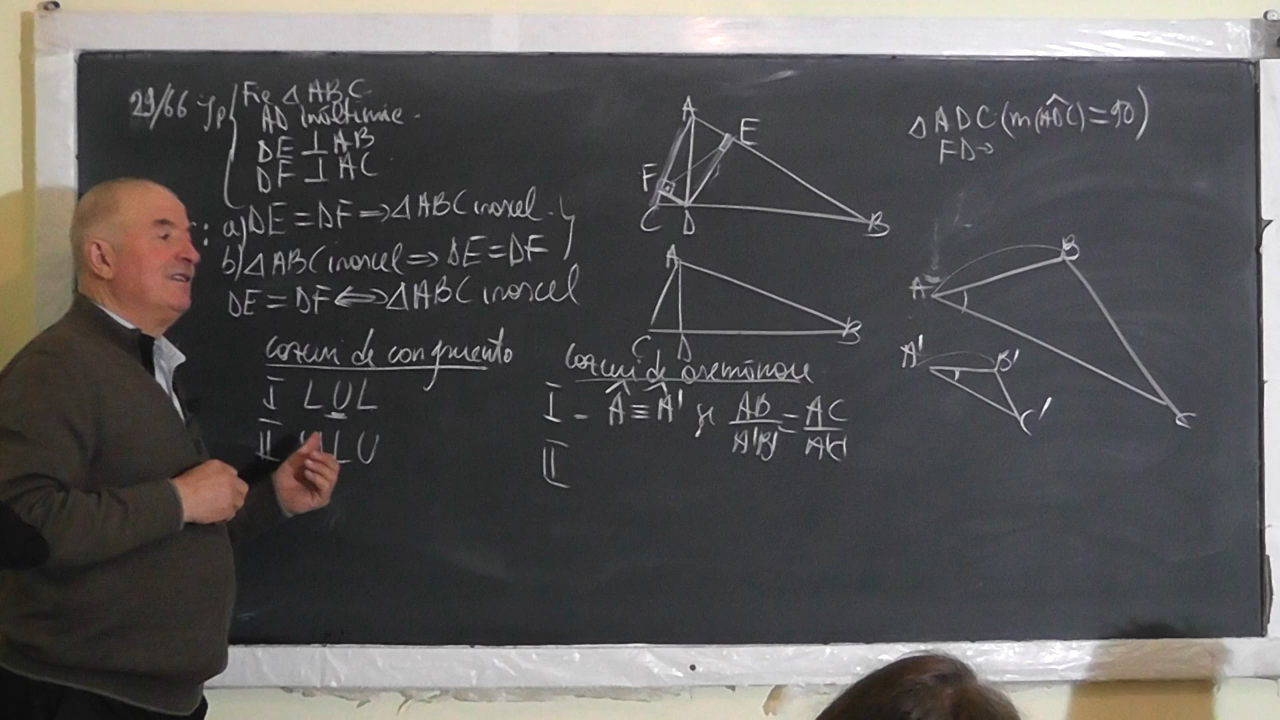 29/66 Ip { Fie Δ ABC
AD înălțime.
DE ⊥ AB
DF ⊥ AC
: a) DE = DF ⇒ Δ ABC isoscel.
b) Δ ABC isoscel ⇒ DE = DF
DE = DF ⇔ Δ ABC isoscel
cazuri de congruență
I LUL
II ULU
A
E
F
C
D
B
A
C
D
B
cazuri de asemănare
I - Â ≡ Â' și AB/A'B' = AC/A'C'
II
Δ ADC (m(ADC) = 90)
FD →
A
B
C
A'
B'
C'